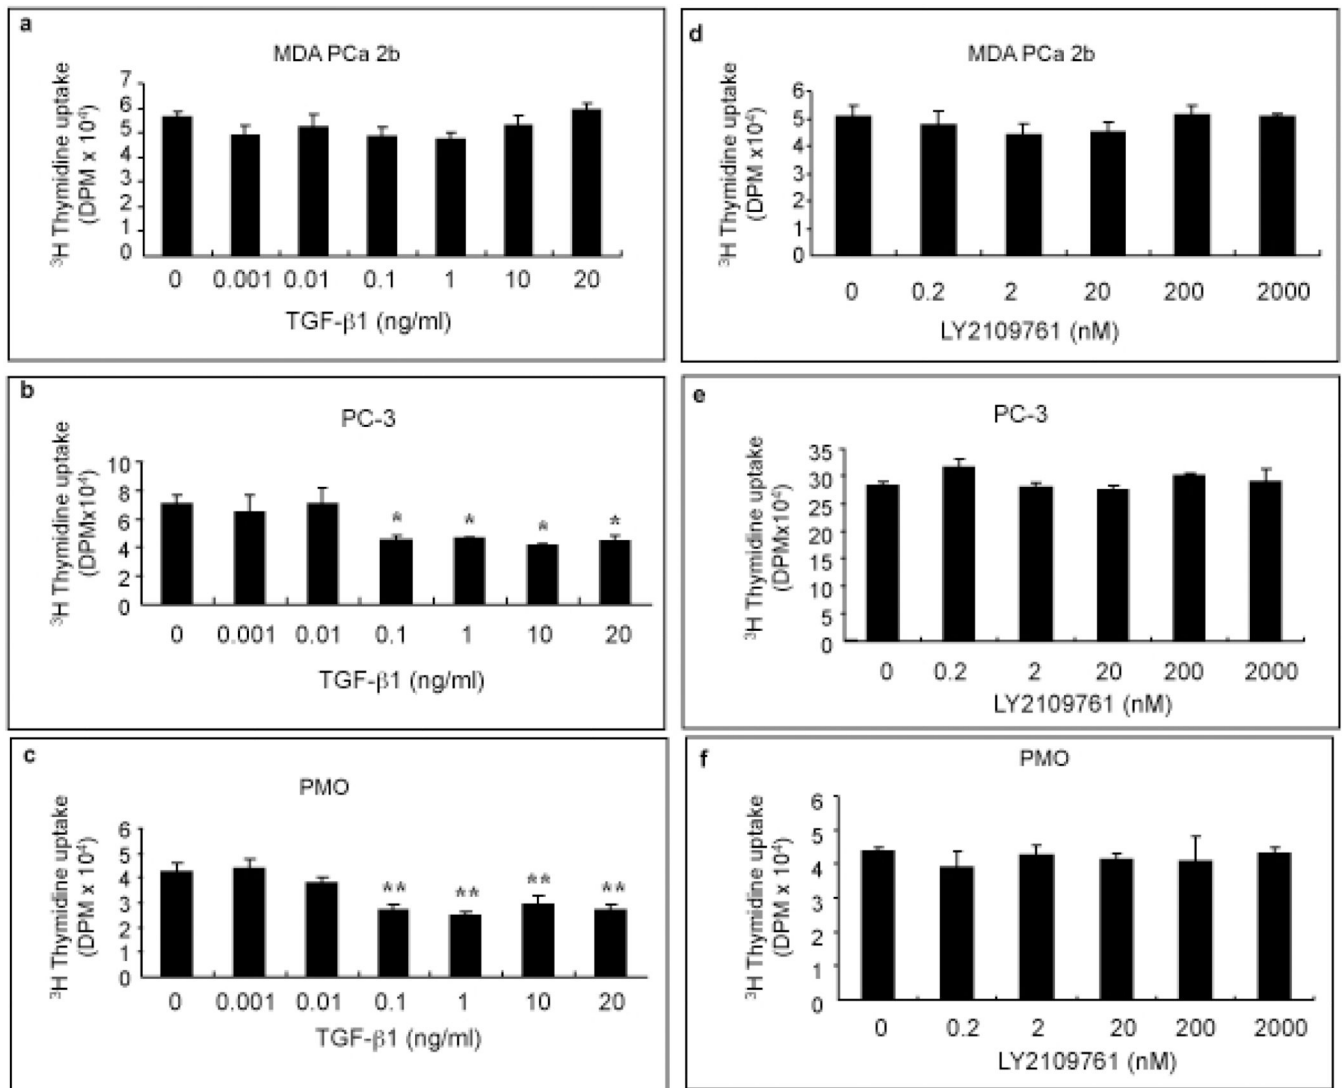 a
MDA PCa 2b
³H Thymidine uptake
(DPM x 10⁴)
7
6
5
4
3
2
1
0
0 0.001 0.01 0.1 1 10 20
TGF-β1 (ng/ml)
d
MDA PCa 2b
³H Thymidine uptake
(DPM x10⁴)
6
5
4
3
2
1
0
0 0.2 2 20 200 2000
LY2109761 (nM)
b
PC-3
³H Thymidine uptake
(DPMx10⁴)
10
8
6
4
2
0
* * * *
0 0.001 0.01 0.1 1 10 20
TGF-β1 (ng/ml)
e
PC-3
³H Thymidine uptake
(DPMx10⁴)
35
30
25
20
15
10
5
0
0 0.2 2 20 200 2000
LY2109761 (nM)
c
PMO
³H Thymidine uptake
(DPM x 10⁴)
6
5
4
3
2
1
0
** ** ** **
0 0.001 0.01 0.1 1 10 20
TGF-β1 (ng/ml)
f
PMO
³H Thymidine uptake
(DPM x 10⁴)
6
5
4
3
2
1
0
0 0.2 2 20 200 2000
LY2109761 (nM)